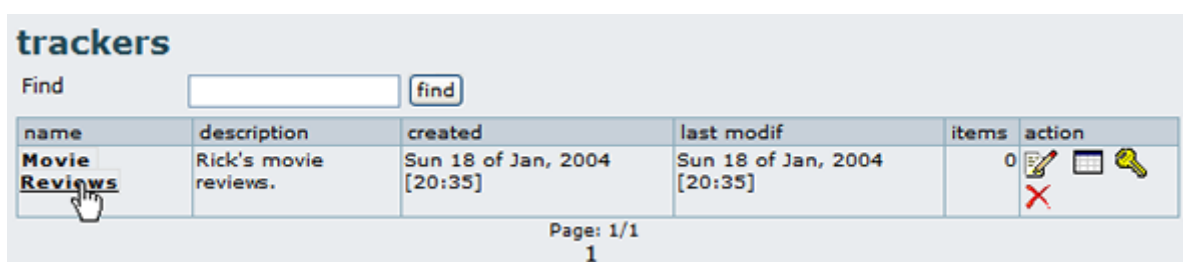 trackers
Find find
name description created last modif items action
Movie Rick's movie Sun 18 of Jan, 2004 Sun 18 of Jan, 2004 0
Reviews reviews. [20:35] [20:35]
Page: 1/1
1